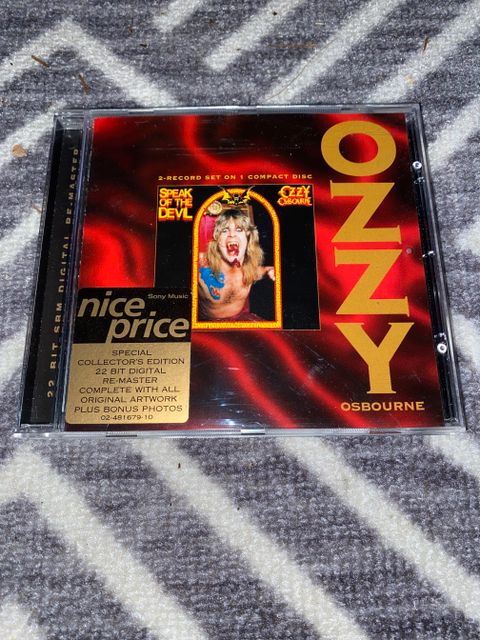 2-RECORD SET ON 1 COMPACT DISC
SPEAK
OF THE
DEVIL
OZZY
OSBOURNE
OZZY
OSBOURNE
Sony Music
nice
price
SPECIAL
COLLECTOR'S EDITION
22 BIT DIGITAL
RE-MASTER
COMPLETE WITH ALL
ORIGINAL ARTWORK
PLUS BONUS PHOTOS
02-481679-10
22 BIT SBM DIGITAL RE-MASTER